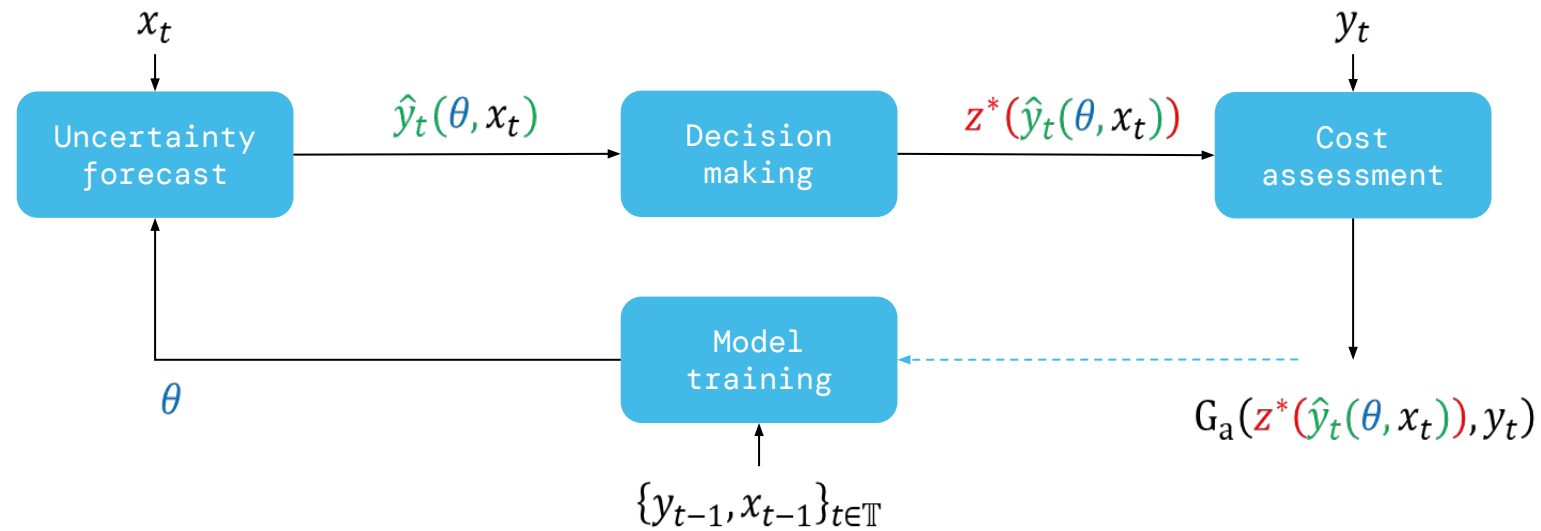 x_t
y_t
Uncertainty
forecast
ŷ_t(θ, x_t)
Decision
making
z*(ŷ_t(θ, x_t))
Cost
assessment
Model
training
θ
G_a(z*(ŷ_t(θ, x_t)), y_t)
{y_{t−1}, x_{t−1}}_{t∈𝕋}